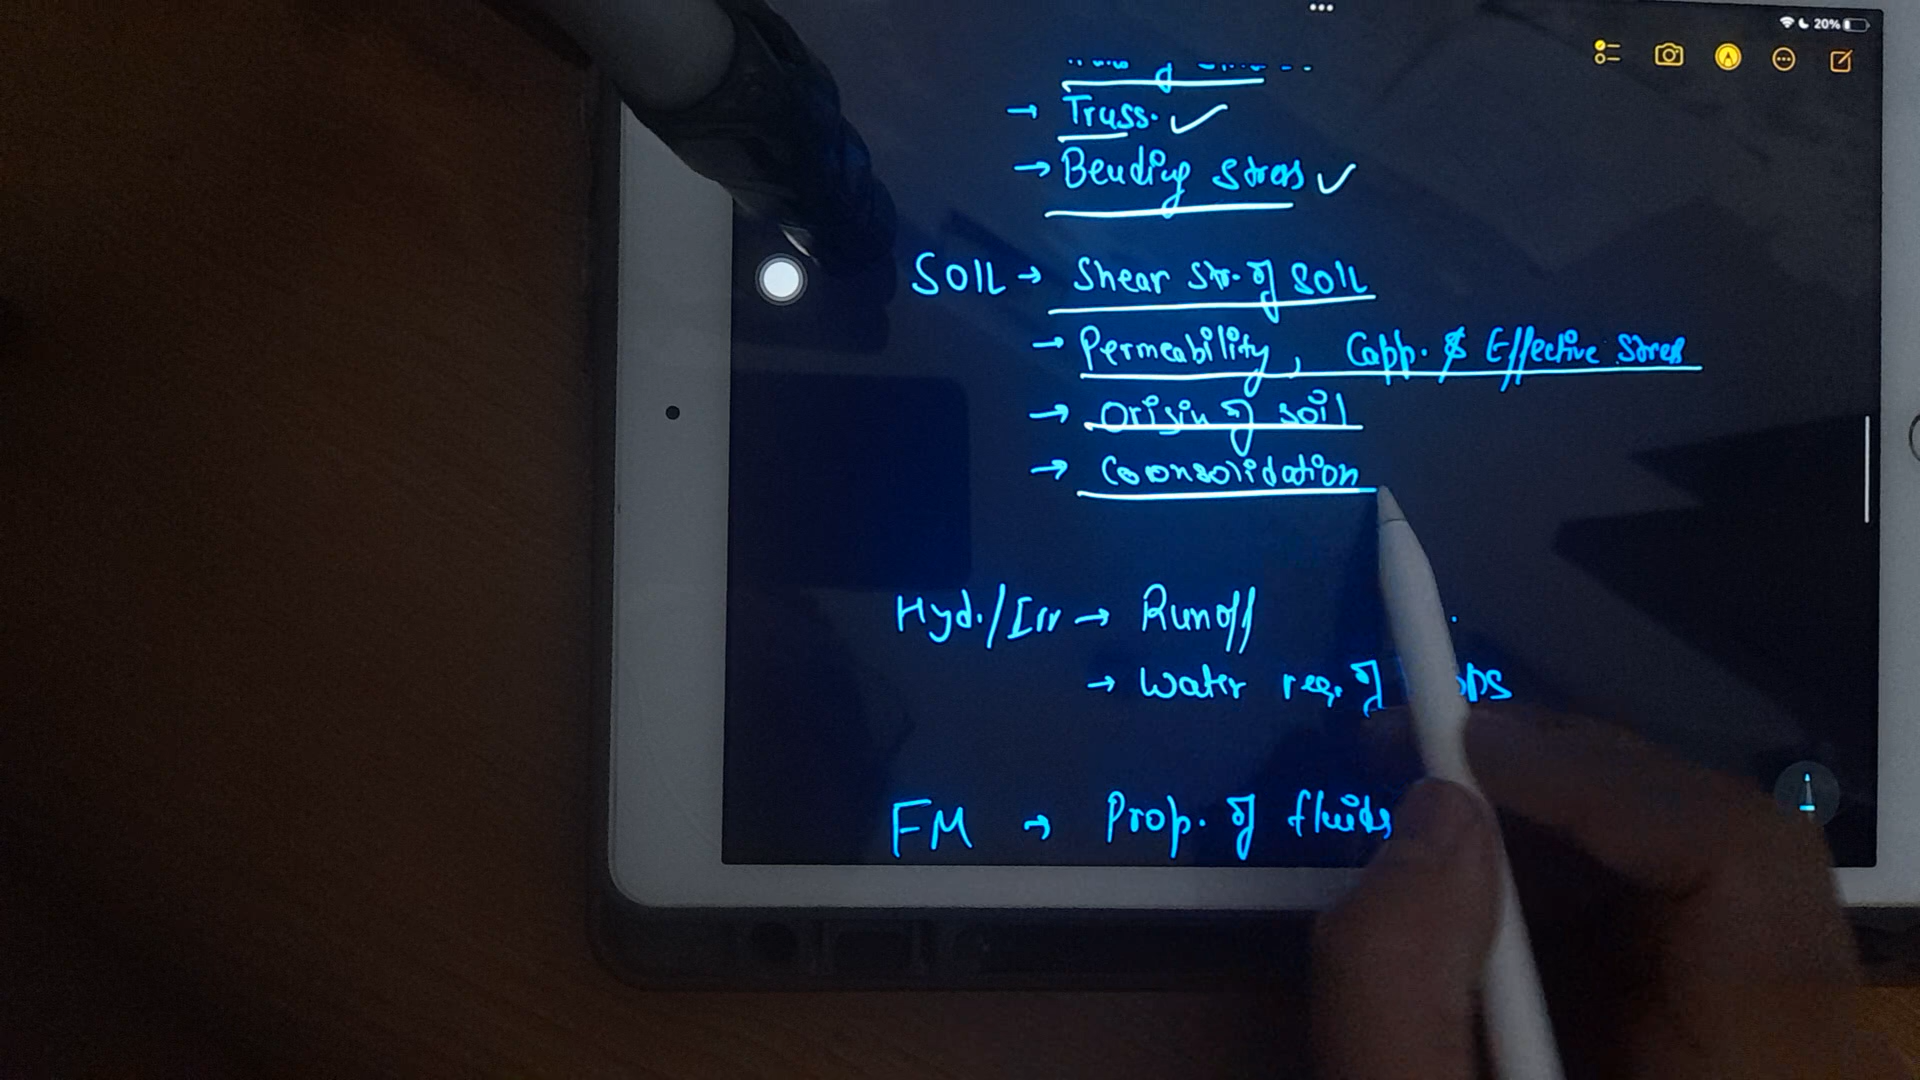 20%
→ Truss. ✓
→ Bending stress ✓
SOIL → Shear str. of SOIL
→ Permeability, Capp. & Effective Stress
→ Origin of soil
→ Coonsolidation
Hyd./Irr → Runoff
→ Water req. of
FM → Prop. of fluids